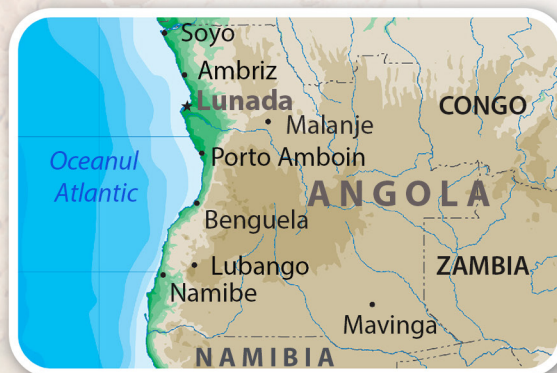 Soyo
Ambriz
Lunada
CONGO
Malanje
Oceanul
Atlantic
Porto Amboin
ANGOLA
Benguela
Lubango
ZAMBIA
Namibe
Mavinga
NAMIBIA